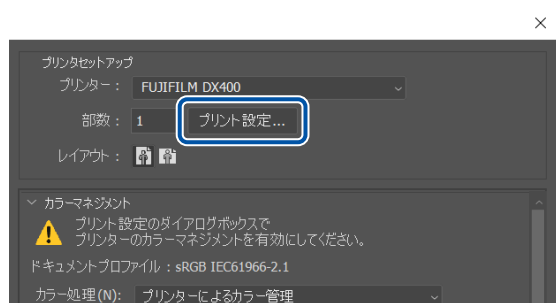 プリンタセットアップ
プリンター： FUJIFILM DX400
部数： 1 プリント設定...
レイアウト：
カラーマネジメント
プリント設定のダイアログボックスで
プリンターのカラーマネジメントを有効にしてください。
ドキュメントプロファイル：sRGB IEC61966-2.1
カラー処理(N): プリンターによるカラー管理